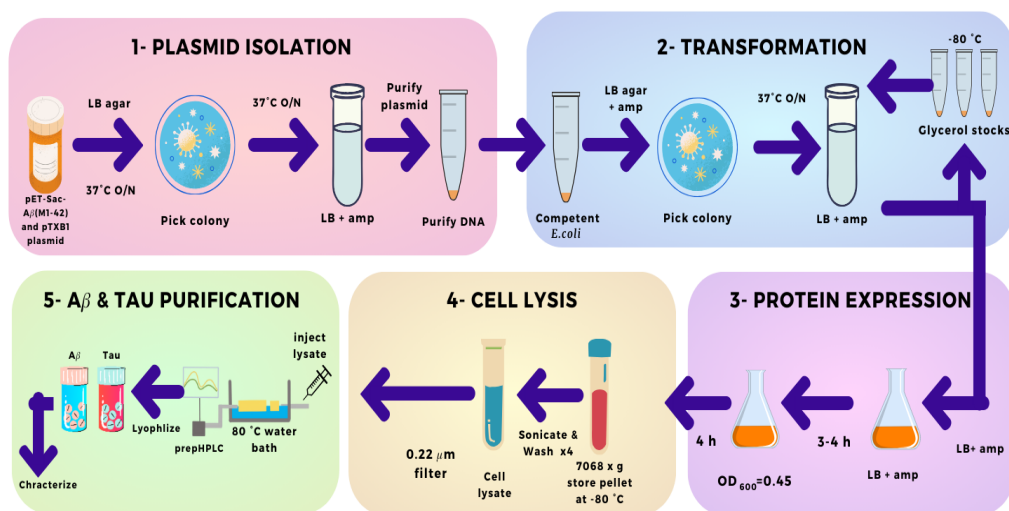 1- PLASMID ISOLATION
LB agar
37°C O/N
pET-Sac-
Aβ(M1-42)
and pTXB1
plasmid
Pick colony
37°C O/N
LB + amp
Purify
plasmid
Purify DNA
2- TRANSFORMATION
Competent
E.coli
LB agar
+ amp
Pick colony
37°C O/N
LB + amp
-80 °C
Glycerol stocks
3- PROTEIN EXPRESSION
LB+ amp
LB + amp
3-4 h
OD600=0.45
4 h
4- CELL LYSIS
7068 x g
store pellet
at -80 °C
Sonicate &
Wash x4
Cell
lysate
0.22 μm
filter
5- Aβ & TAU PURIFICATION
inject
lysate
80 °C water
bath
prepHPLC
Lyophlize
Aβ
Tau
Chracterize